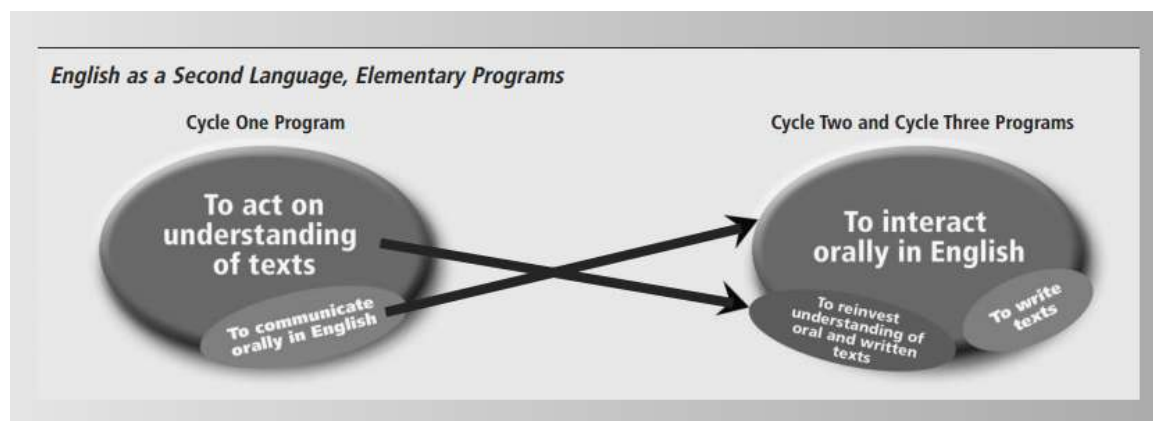 English as a Second Language, Elementary Programs
Cycle One Program
To act on
understanding
of texts
To communicate
orally in English
Cycle Two and Cycle Three Programs
To interact
orally in English
To reinvest
understanding of
oral and written
texts
To write
texts